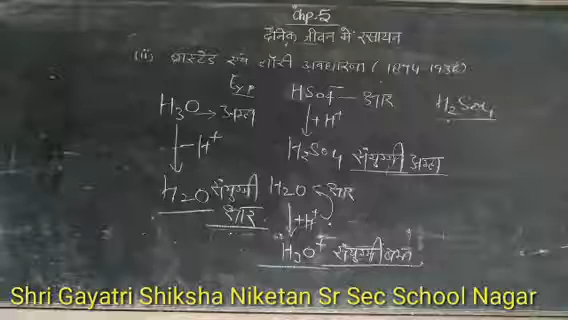 Chp-5
दैनिक जीवन में रसायन
(ii) ब्रास्टेड एवं लॉरी अवधारणा (1874-1936)
Exp
H3O → अम्ल
HSO4⁻ — क्षार
H2SO4
-H+
+H+
H2SO4 संयुग्मी अम्ल
H2O संयुग्मी क्षार
H2O - क्षार
+H+
H3O+ संयुग्मी अम्ल
Shri Gayatri Shiksha Niketan Sr Sec School Nagar